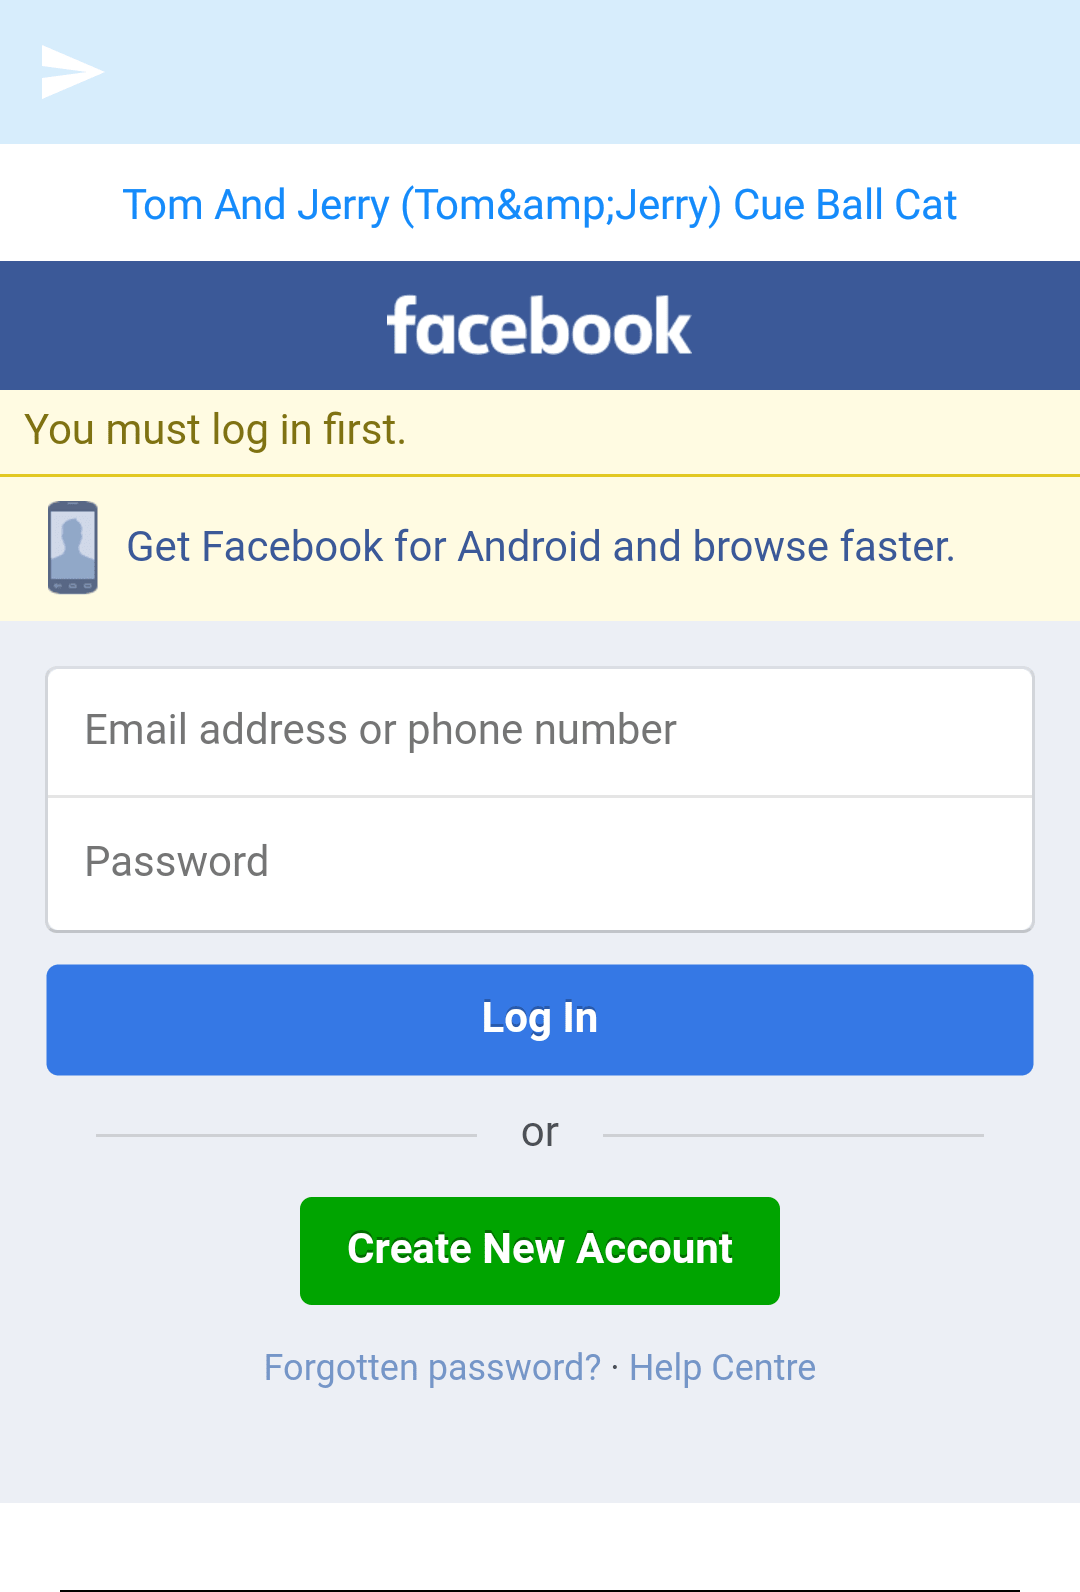 Tom And Jerry (Tom&amp;Jerry) Cue Ball Cat
facebook
You must log in first.
Get Facebook for Android and browse faster.
Email address or phone number
Password
Log In
or
Create New Account
Forgotten password? · Help Centre